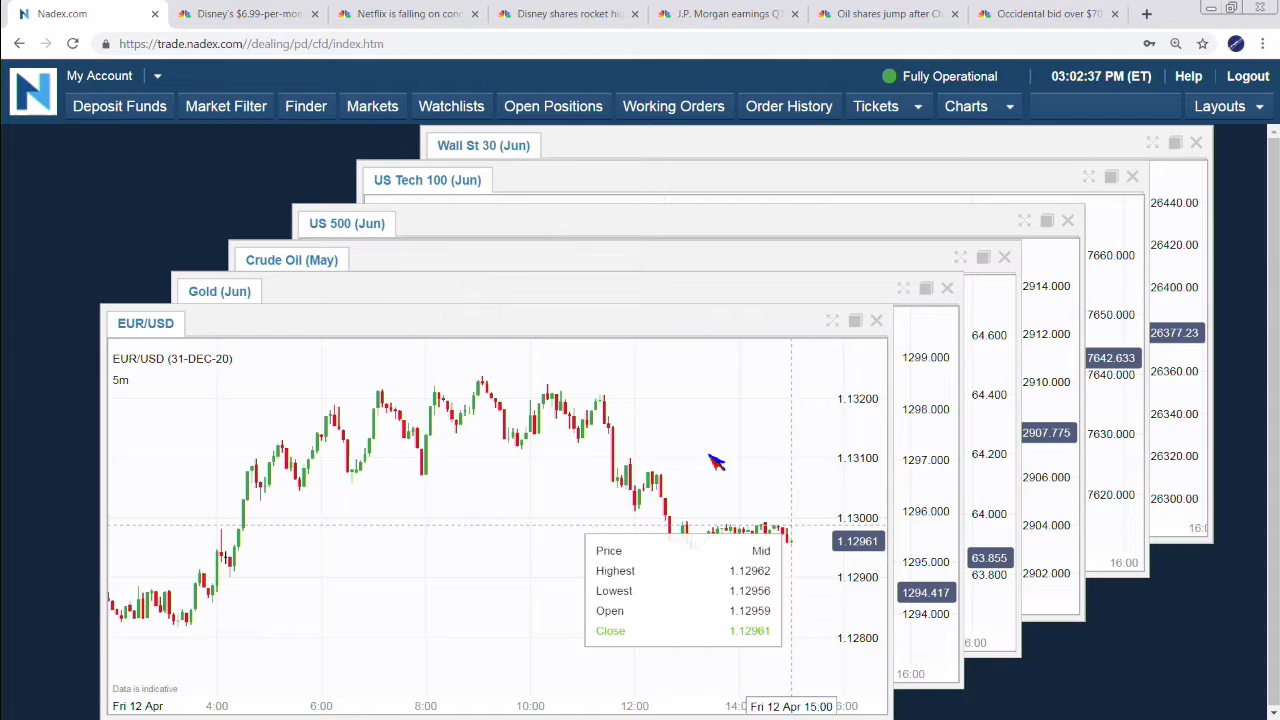 Nadex.com
Disney's $6.99-per-mon
Netflix is falling on conc
Disney shares rocket hi
J.P. Morgan earnings Q
Oil shares jump after Ch
Occidental bid over $70
https://trade.nadex.com//dealing/pd/cfd/index.htm
N
My Account
Fully Operational
03:02:37 PM (ET)
Help
Logout
Deposit Funds
Market Filter
Finder
Markets
Watchlists
Open Positions
Working Orders
Order History
Tickets
Charts
Layouts
Wall St 30 (Jun)
26440.00
26420.00
26400.00
26377.23
26360.00
26340.00
26320.00
26300.00
16:0
US Tech 100 (Jun)
7660.000
7650.000
7642.633
7640.000
7630.000
7620.000
16:00
US 500 (Jun)
2914.000
2912.000
2910.000
2907.775
2906.000
2904.000
2902.000
Crude Oil (May)
64.600
64.400
64.200
64.000
63.855
63.800
6:00
Gold (Jun)
1299.000
1298.000
1297.000
1296.000
1295.000
1294.417
1294.000
16:00
EUR/USD
EUR/USD (31-DEC-20)
5m
1.13200
1.13100
1.13000
1.12961
1.12900
1.12800
Price Mid
Highest 1.12962
Lowest 1.12956
Open 1.12959
Close 1.12961
Data is indicative
Fri 12 Apr 4:00 6:00 8:00 10:00 12:00 14:0 Fri 12 Apr 15:00 6:00